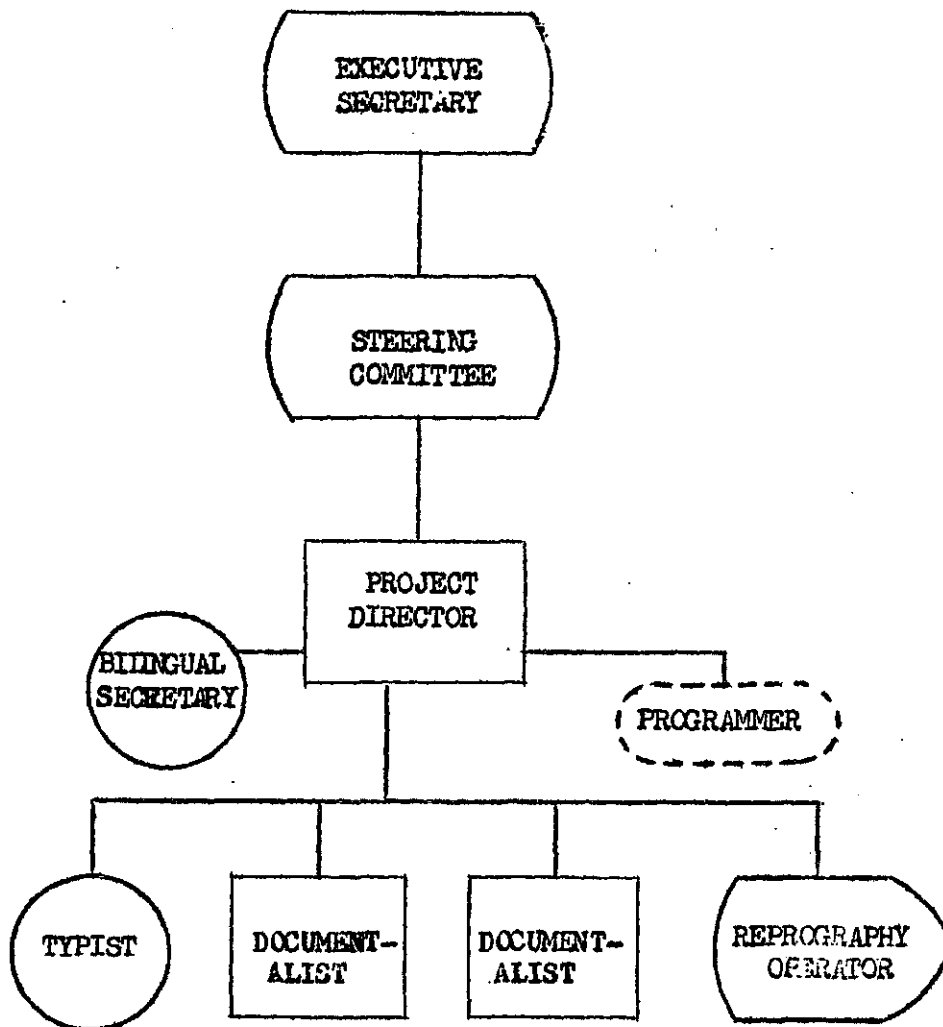 EXECUTIVE
SECRETARY
STEERING
COMMITTEE
PROJECT
DIRECTOR
BILINGUAL
SECRETARY
PROGRAMMER
TYPIST
DOCUMENT-
ALIST
DOCUMENT-
ALIST
REPROGRAPHY
OPERATOR